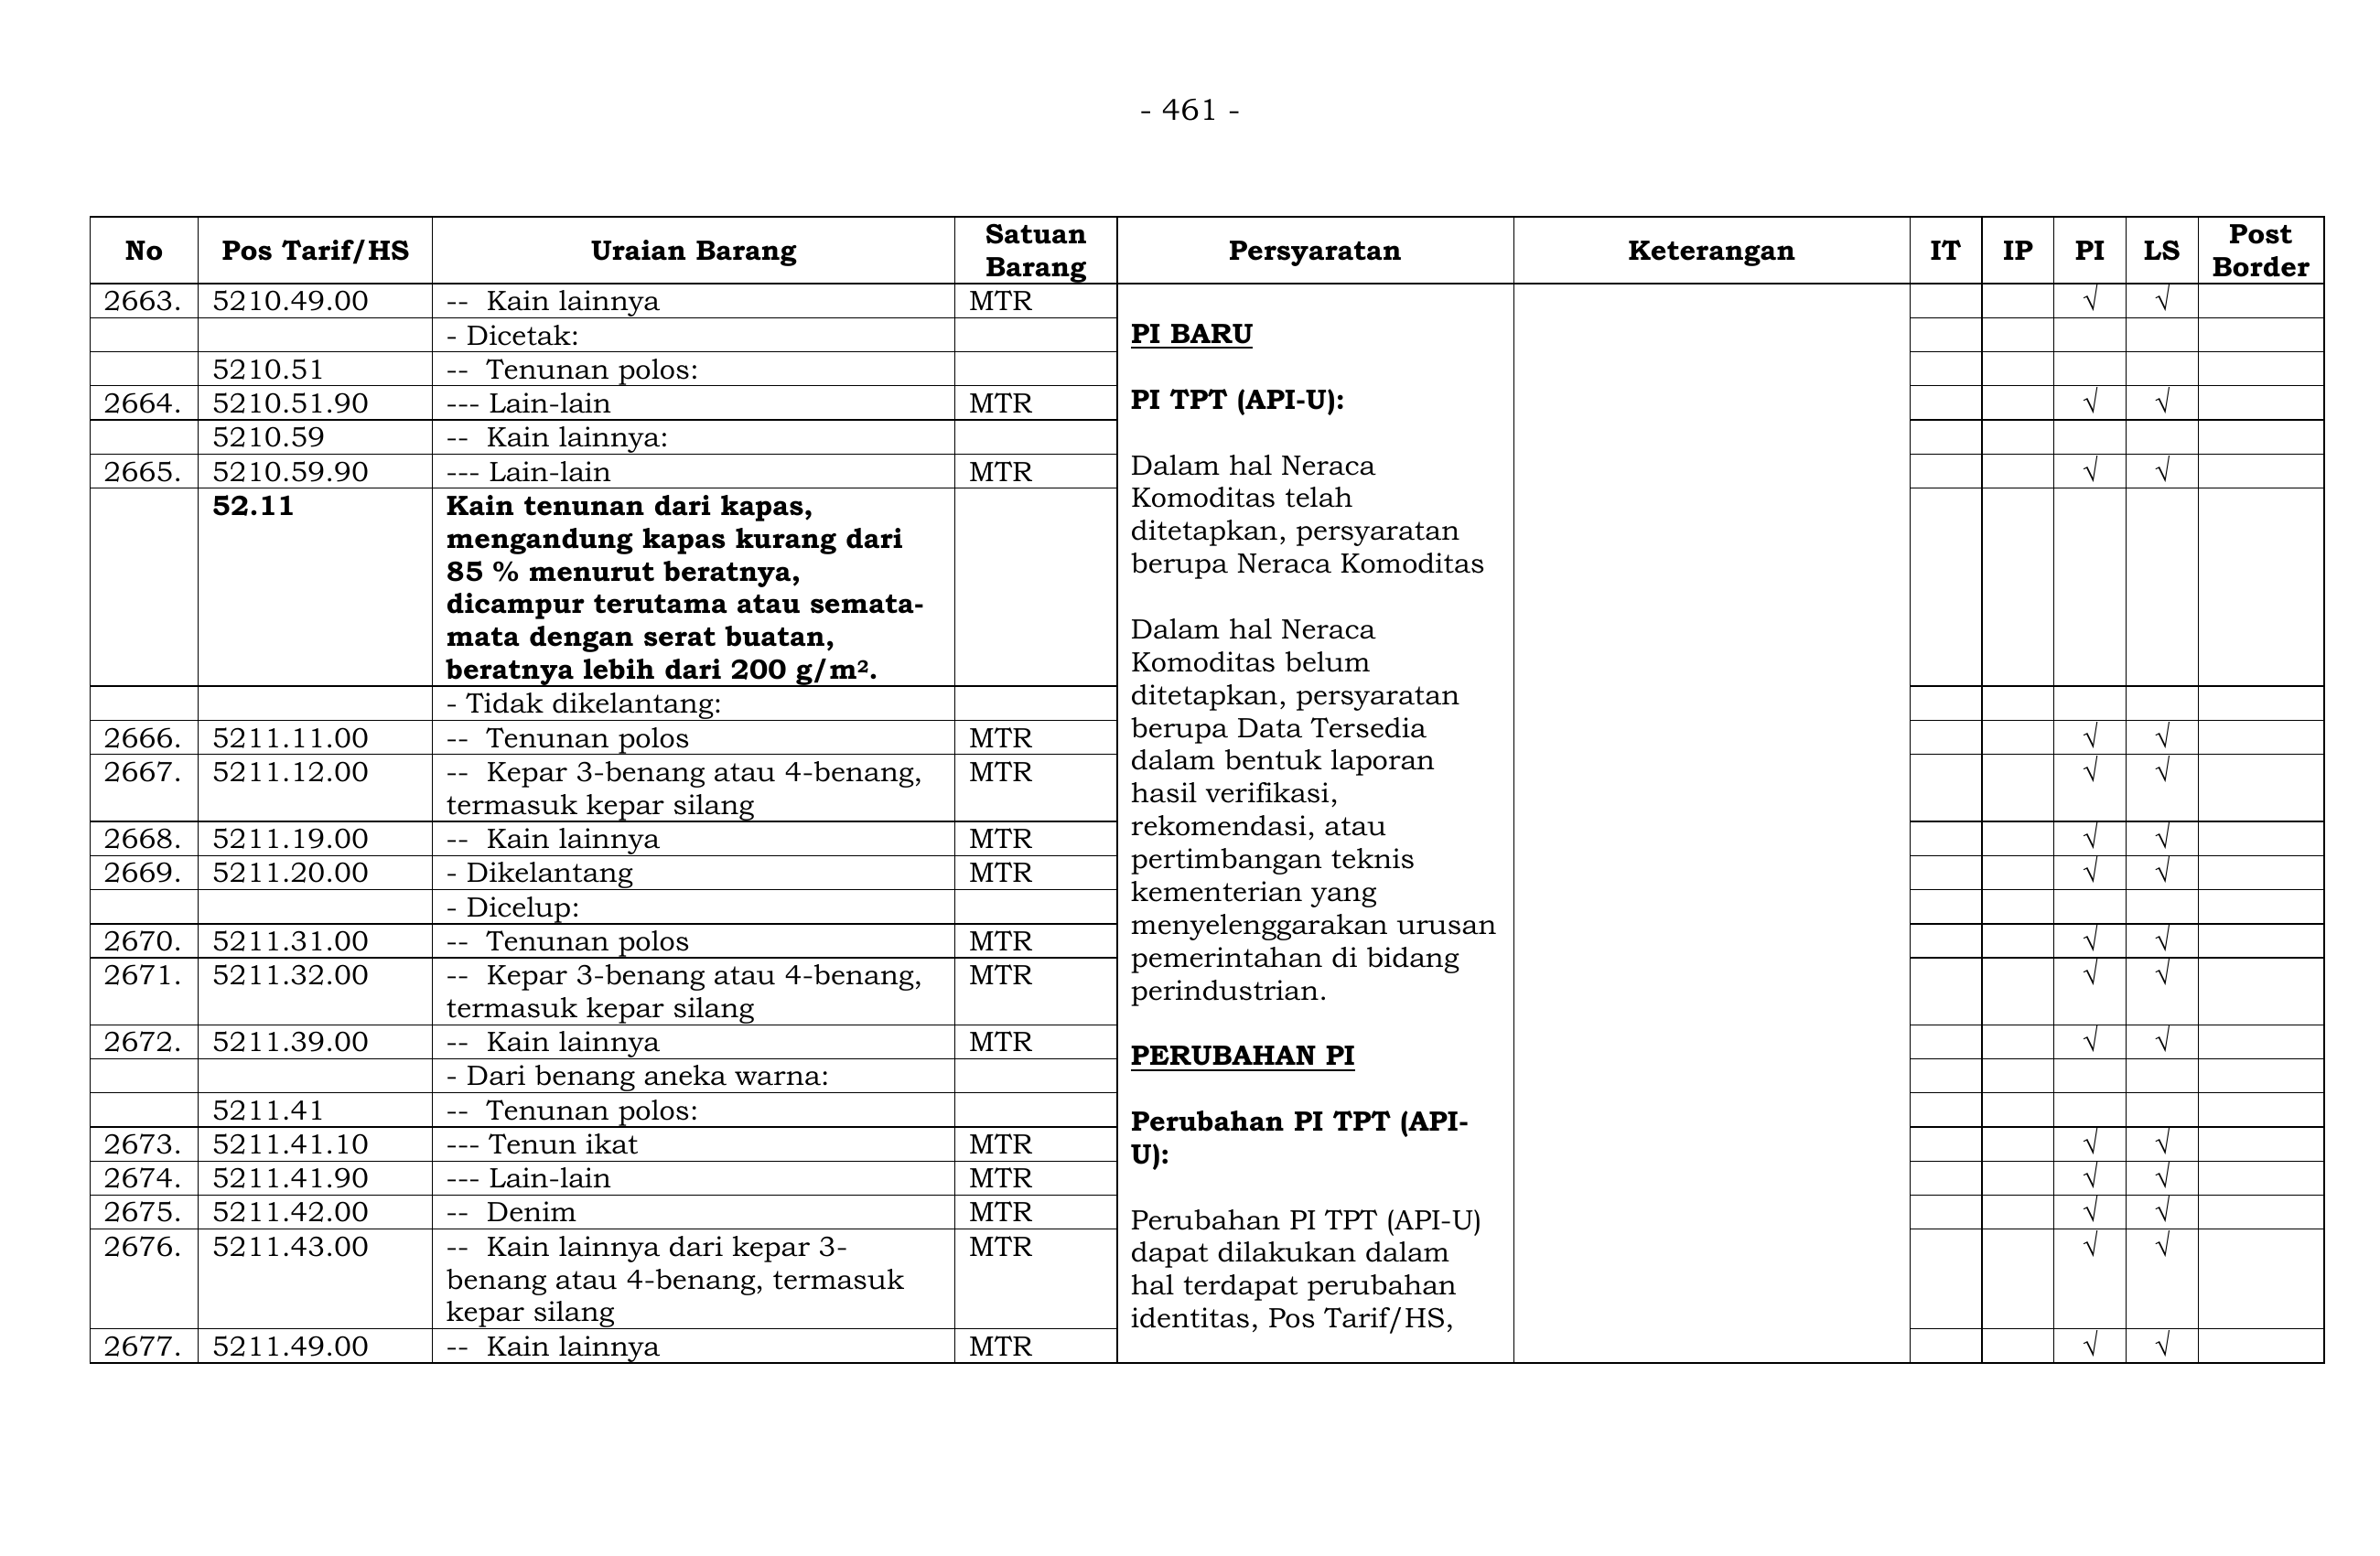 - 461 -
No Pos Tarif/HS Uraian Barang Satuan Barang Persyaratan Keterangan IT IP PI LS Post Border
2663. 5210.49.00 -- Kain lainnya MTR √ √
- Dicetak:
5210.51 -- Tenunan polos:
2664. 5210.51.90 --- Lain-lain MTR √ √
5210.59 -- Kain lainnya:
2665. 5210.59.90 --- Lain-lain MTR √ √
52.11 Kain tenunan dari kapas,
mengandung kapas kurang dari
85 % menurut beratnya,
dicampur terutama atau semata-
mata dengan serat buatan,
beratnya lebih dari 200 g/m².
- Tidak dikelantang:
2666. 5211.11.00 -- Tenunan polos MTR √ √
2667. 5211.12.00 -- Kepar 3-benang atau 4-benang, MTR √ √
termasuk kepar silang
2668. 5211.19.00 -- Kain lainnya MTR √ √
2669. 5211.20.00 - Dikelantang MTR √ √
- Dicelup:
2670. 5211.31.00 -- Tenunan polos MTR √ √
2671. 5211.32.00 -- Kepar 3-benang atau 4-benang, MTR √ √
termasuk kepar silang
2672. 5211.39.00 -- Kain lainnya MTR √ √
- Dari benang aneka warna:
5211.41 -- Tenunan polos:
2673. 5211.41.10 --- Tenun ikat MTR √ √
2674. 5211.41.90 --- Lain-lain MTR √ √
2675. 5211.42.00 -- Denim MTR √ √
2676. 5211.43.00 -- Kain lainnya dari kepar 3- MTR √ √
benang atau 4-benang, termasuk
kepar silang
2677. 5211.49.00 -- Kain lainnya MTR √ √
PI BARU
PI TPT (API-U):
Dalam hal Neraca
Komoditas telah
ditetapkan, persyaratan
berupa Neraca Komoditas
Dalam hal Neraca
Komoditas belum
ditetapkan, persyaratan
berupa Data Tersedia
dalam bentuk laporan
hasil verifikasi,
rekomendasi, atau
pertimbangan teknis
kementerian yang
menyelenggarakan urusan
pemerintahan di bidang
perindustrian.
PERUBAHAN PI
Perubahan PI TPT (API-
U):
Perubahan PI TPT (API-U)
dapat dilakukan dalam
hal terdapat perubahan
identitas, Pos Tarif/HS,